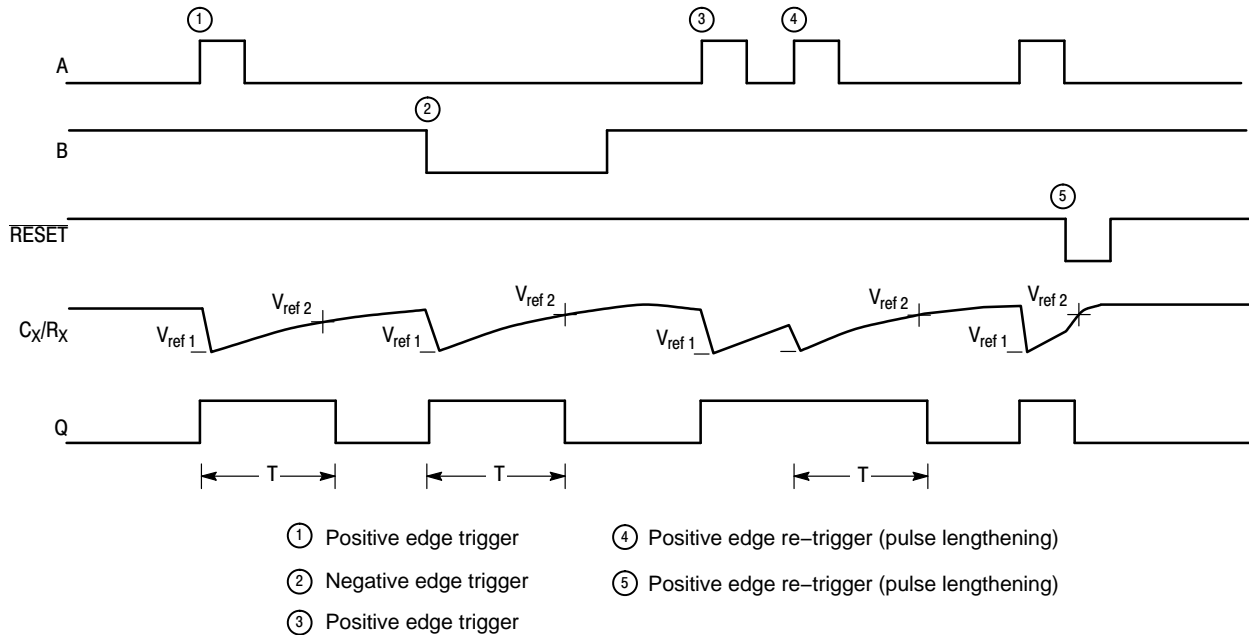 ① ③ ④
A
②
B
⑤
RESET
V_ref 2 V_ref 2 V_ref 2 V_ref 2
C_X/R_X
V_ref 1 V_ref 1 V_ref 1 V_ref 1
Q
T T T
① Positive edge trigger
② Negative edge trigger
③ Positive edge trigger
④ Positive edge re−trigger (pulse lengthening)
⑤ Positive edge re−trigger (pulse lengthening)